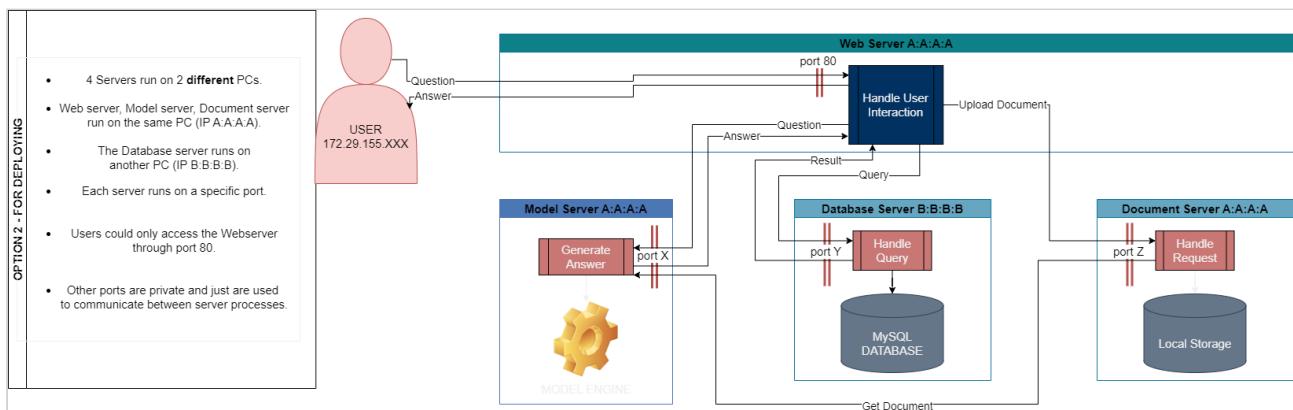 OPTION 2 - FOR DEPLOYING
4 Servers run on 2 different PCs.
Web server, Model server, Document server
run on the same PC (IP A:A:A:A).
The Database server runs on
another PC (IP B:B:B:B).
Each server runs on a specific port.
Users could only access the Webserver
through port 80.
Other ports are private and just are used
to communicate between server processes.
USER
172.29.155.XXX
Question
Answer
Web Server A:A:A:A
port 80
Handle User
Interaction
Upload Document
Question
Answer
Result
Query
Model Server A:A:A:A
Generate
Answer
port X
MODEL ENGINE
Database Server B:B:B:B
port Y
Handle
Query
MySQL
DATABASE
Document Server A:A:A:A
port Z
Handle
Request
Local Storage
Get Document